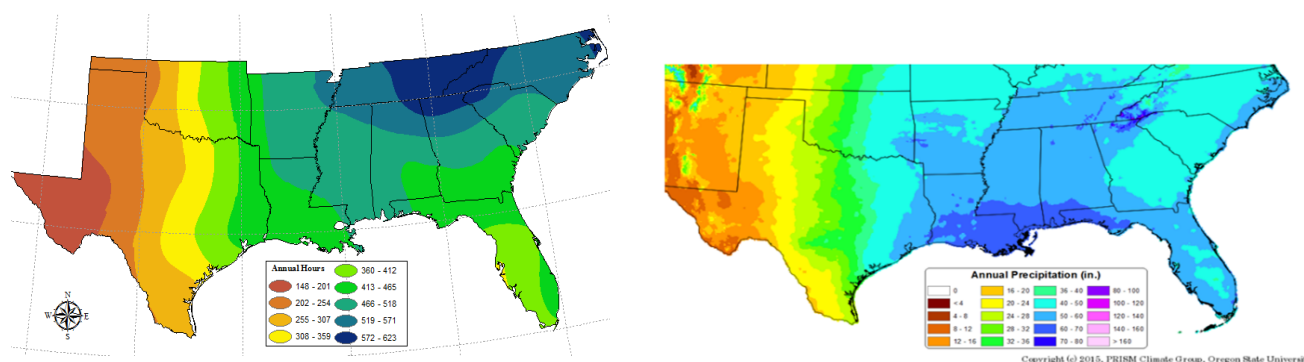 Annual Hours
148 - 201
202 - 254
255 - 307
308 - 359
360 - 412
413 - 465
466 - 518
519 - 571
572 - 623
N
W E
S
Annual Precipitation (in.)
0
< 4
4 - 8
8 - 12
12 - 16
16 - 20
20 - 24
24 - 28
28 - 32
32 - 36
36 - 40
40 - 50
50 - 60
60 - 70
70 - 80
80 - 100
100 - 120
120 - 140
140 - 160
> 160
Copyright (c) 2015, PRISM Climate Group, Oregon State Universi